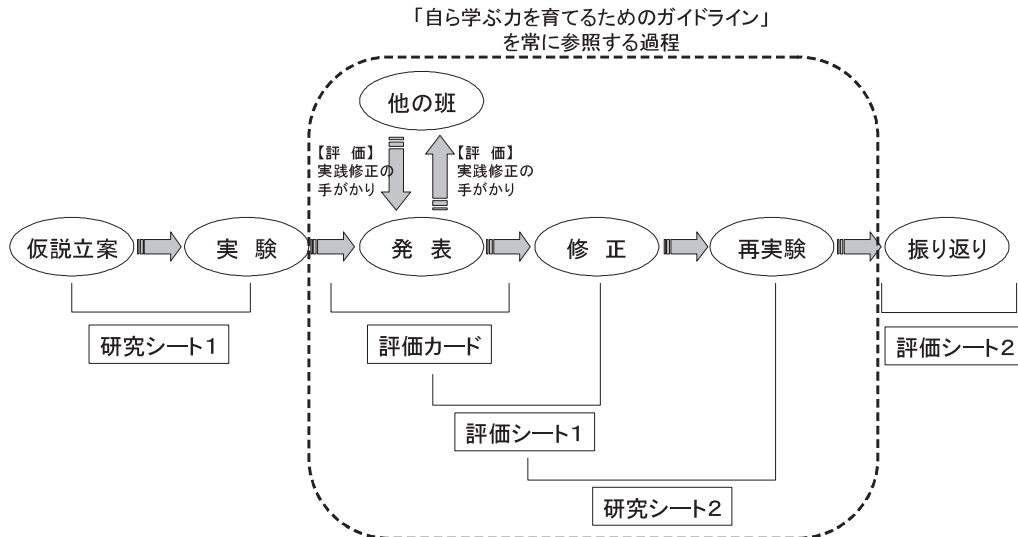 「自ら学ぶ力を育てるためのガイドライン」
を常に参照する過程
他の班
【評 価】
実践修正の
手がかり
【評 価】
実践修正の
手がかり
仮説立案
実 験
発 表
修 正
再実験
振り返り
研究シート1
評価カード
評価シート2
評価シート1
研究シート2